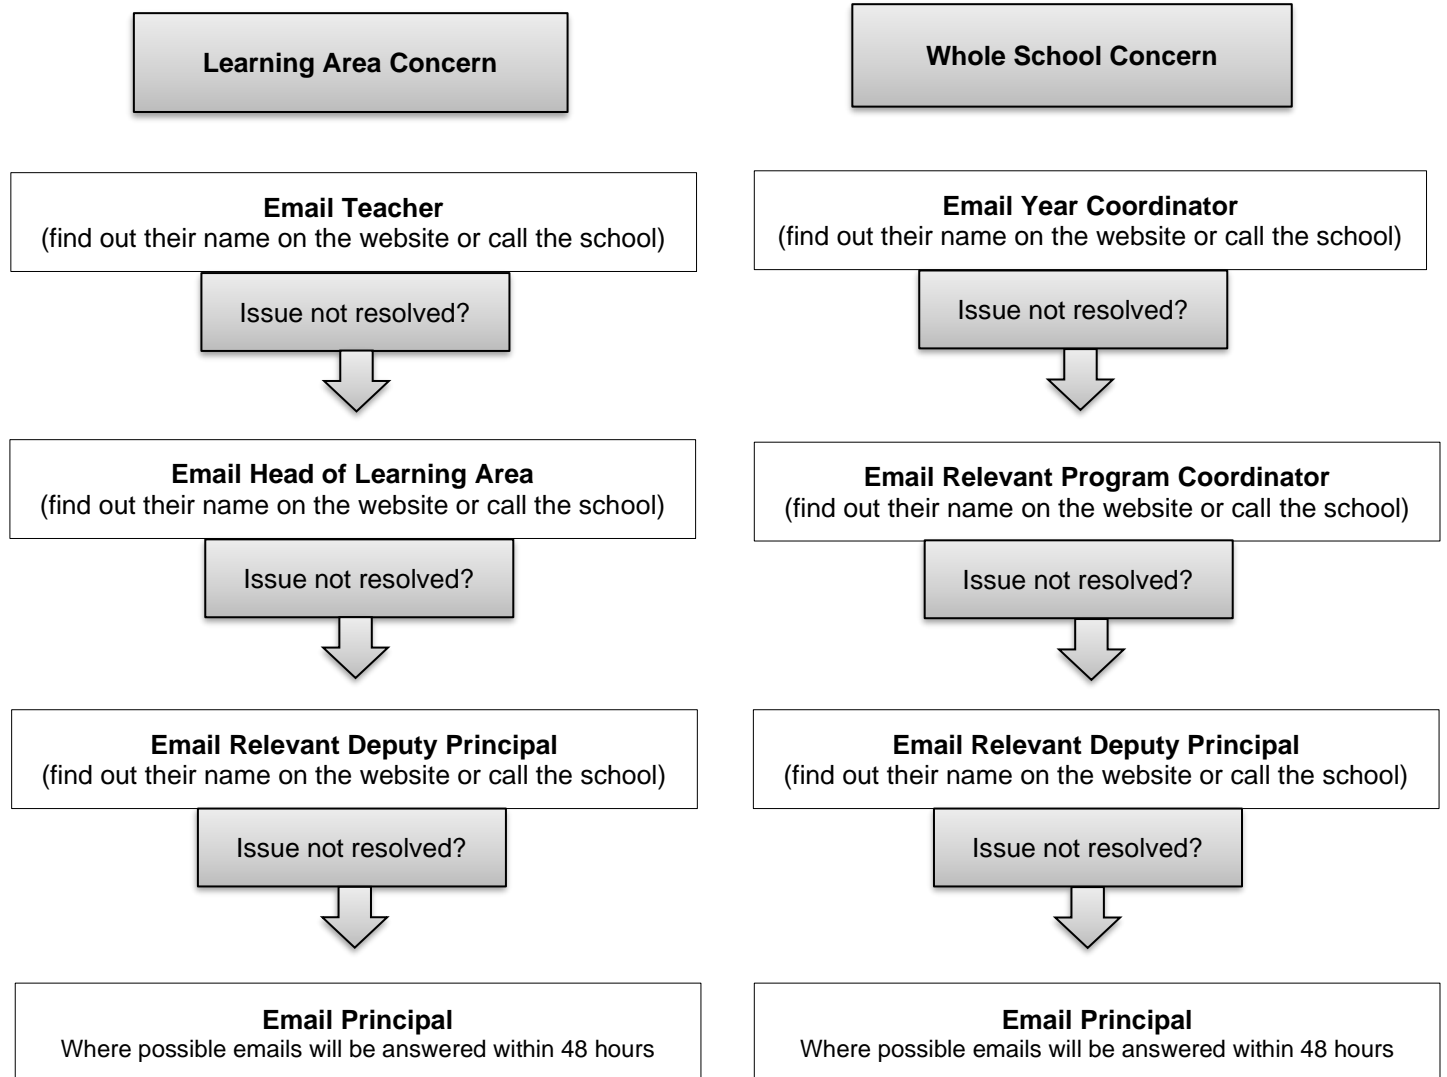 Learning Area Concern
Email Teacher
(find out their name on the website or call the school)
Issue not resolved?
Email Head of Learning Area
(find out their name on the website or call the school)
Issue not resolved?
Email Relevant Deputy Principal
(find out their name on the website or call the school)
Issue not resolved?
Email Principal
Where possible emails will be answered within 48 hours
Whole School Concern
Email Year Coordinator
(find out their name on the website or call the school)
Issue not resolved?
Email Relevant Program Coordinator
(find out their name on the website or call the school)
Issue not resolved?
Email Relevant Deputy Principal
(find out their name on the website or call the school)
Issue not resolved?
Email Principal
Where possible emails will be answered within 48 hours